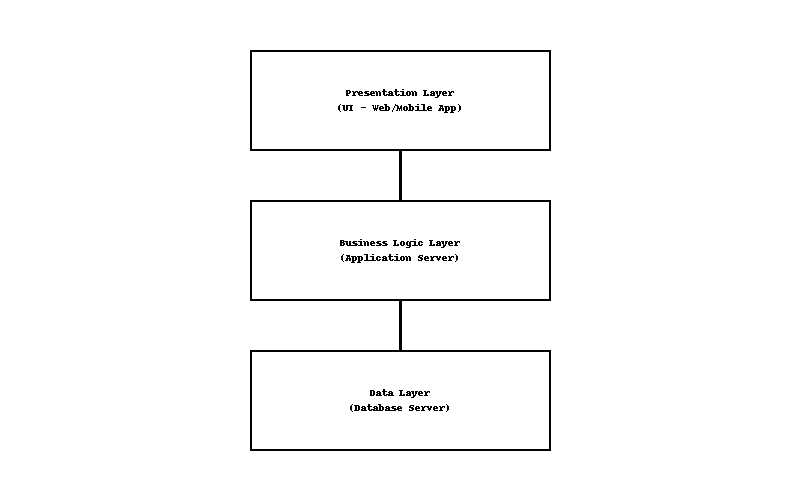 Presentation Layer
(UI - Web/Mobile App)
Business Logic Layer
(Application Server)
Data Layer
(Database Server)